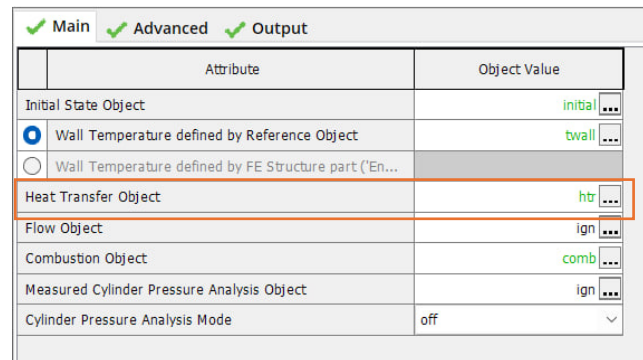 Main Advanced Output
Attribute Object Value
Initial State Object initial ...
Wall Temperature defined by Reference Object twall ...
Wall Temperature defined by FE Structure part ('En...
Heat Transfer Object htr ...
Flow Object ign ...
Combustion Object comb ...
Measured Cylinder Pressure Analysis Object ign ...
Cylinder Pressure Analysis Mode off